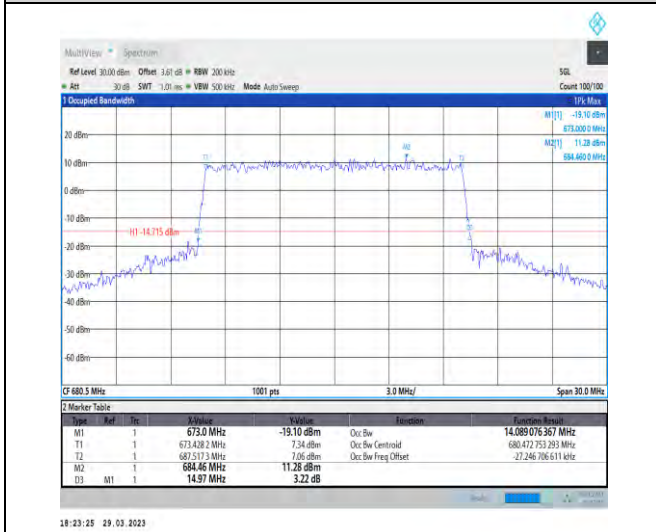 MultiView Spectrum
Ref Level 30.00 dBm Offset 3.61 dB RBW 200 kHz SGL
Att 30 dB SWT 1.01 ms VBW 500 kHz Mode Auto Sweep Count 100/100
1 Occupied Bandwidth 1Pk Max
M1[1] -19.10 dBm
673.000 0 MHz
M2[1] 11.28 dBm
684.460 0 MHz
20 dBm
M2
T1 T2
10 dBm
0 dBm
-10 dBm
H1 -14.715 dBm
-20 dBm
-30 dBm
-40 dBm
-50 dBm
-60 dBm
CF 680.5 MHz 1001 pts 3.0 MHz/ Span 30.0 MHz
2 Marker Table
Type Ref Trc X-Value Y-Value Function Function Result
M1 1 673.0 MHz -19.10 dBm Occ Bw 14.089 076 367 MHz
T1 1 673.428 2 MHz 7.34 dBm Occ Bw Centroid 680.472 753 293 MHz
T2 1 687.517 3 MHz 7.06 dBm Occ Bw Freq Offset -27.246 706 611 kHz
M2 1 684.46 MHz 11.28 dBm
D3 M1 1 14.97 MHz 3.22 dB
18:23:25 29.03.2023